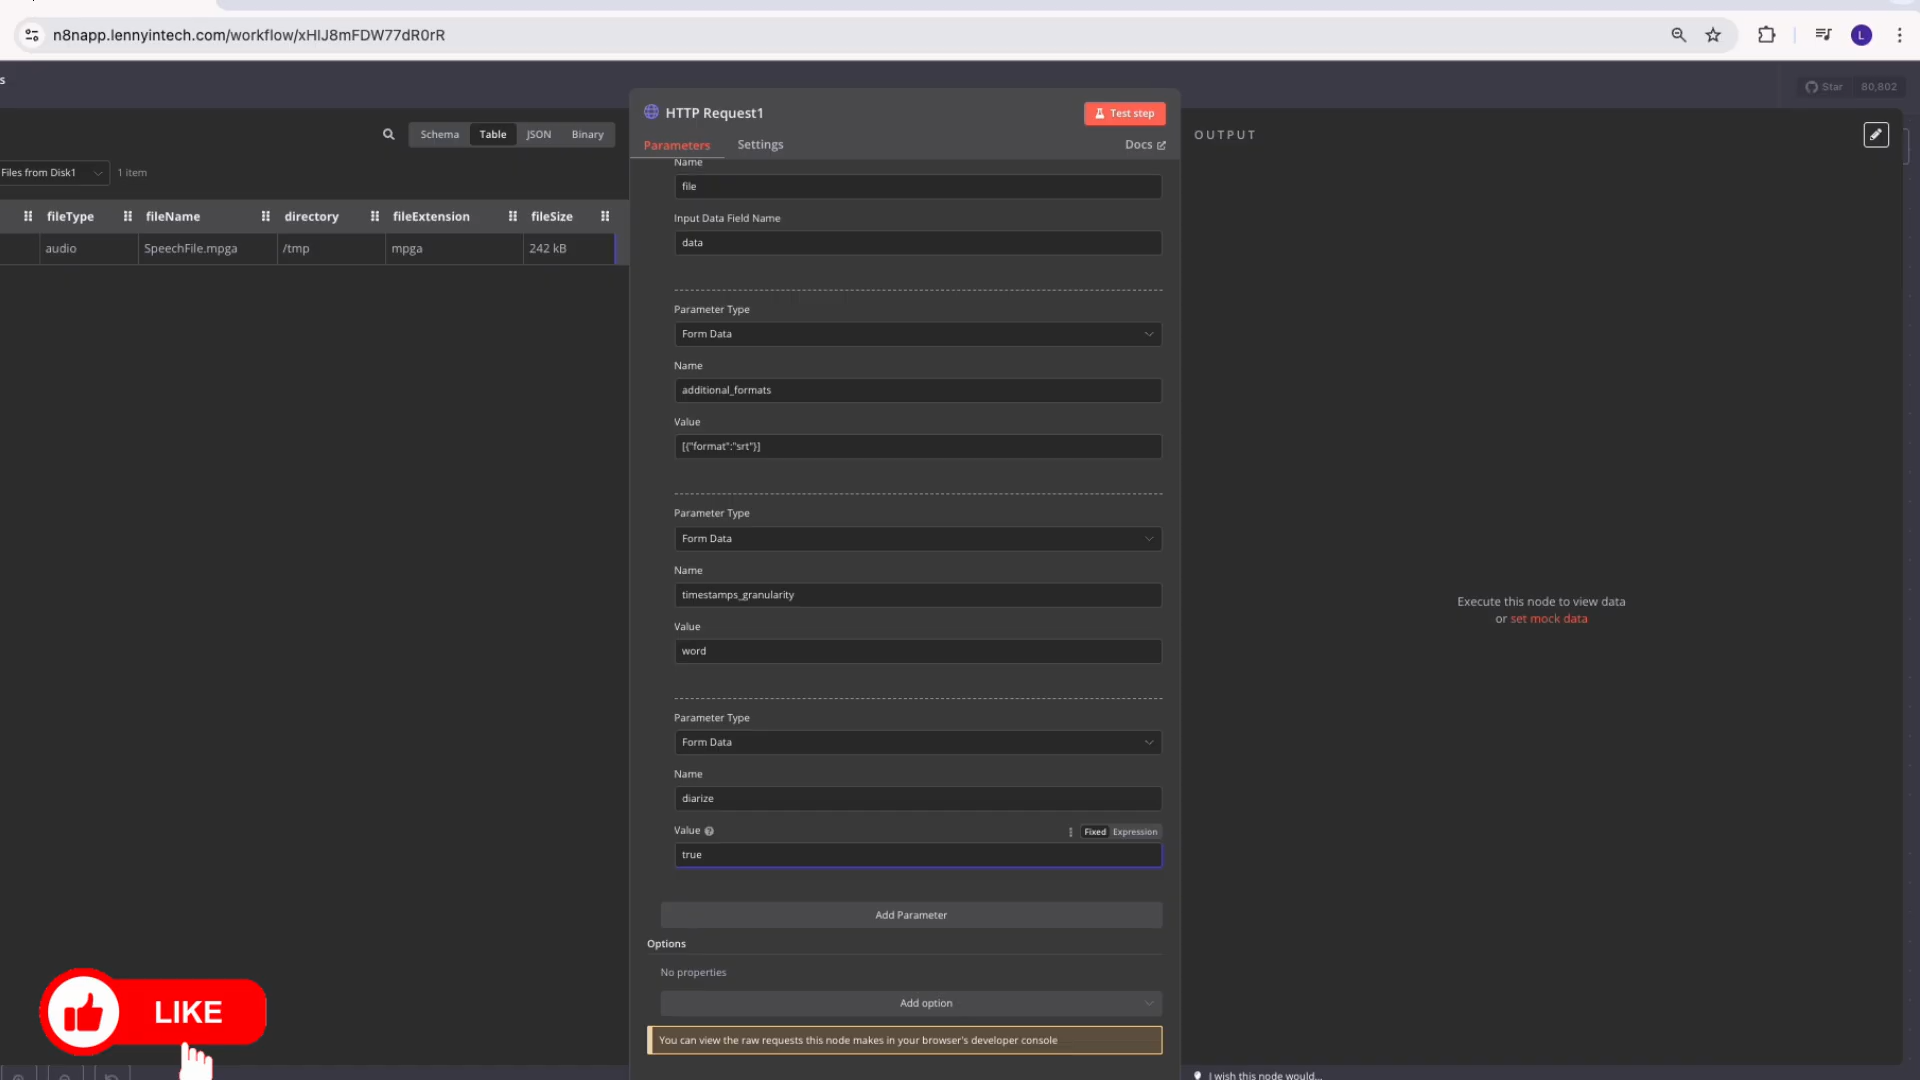 n8napp.lennyintech.com/workflow/xHlJ8mFDW77dR0rR
L
s
Star 80,802
Schema Table JSON Binary
Files from Disk1
1 item
fileType fileName directory fileExtension fileSize
audio SpeechFile.mpga /tmp mpga 242 kB
HTTP Request1
Test step
Parameters Settings Docs
Name
file
Input Data Field Name
data
Parameter Type
Form Data
Name
additional_formats
Value
[{"format":"srt"}]
Parameter Type
Form Data
Name
timestamps_granularity
Value
word
Parameter Type
Form Data
Name
diarize
Value
Fixed Expression
true
Add Parameter
Options
No properties
Add option
You can view the raw requests this node makes in your browser's developer console
OUTPUT
Execute this node to view data
or set mock data
I wish this node would...
LIKE